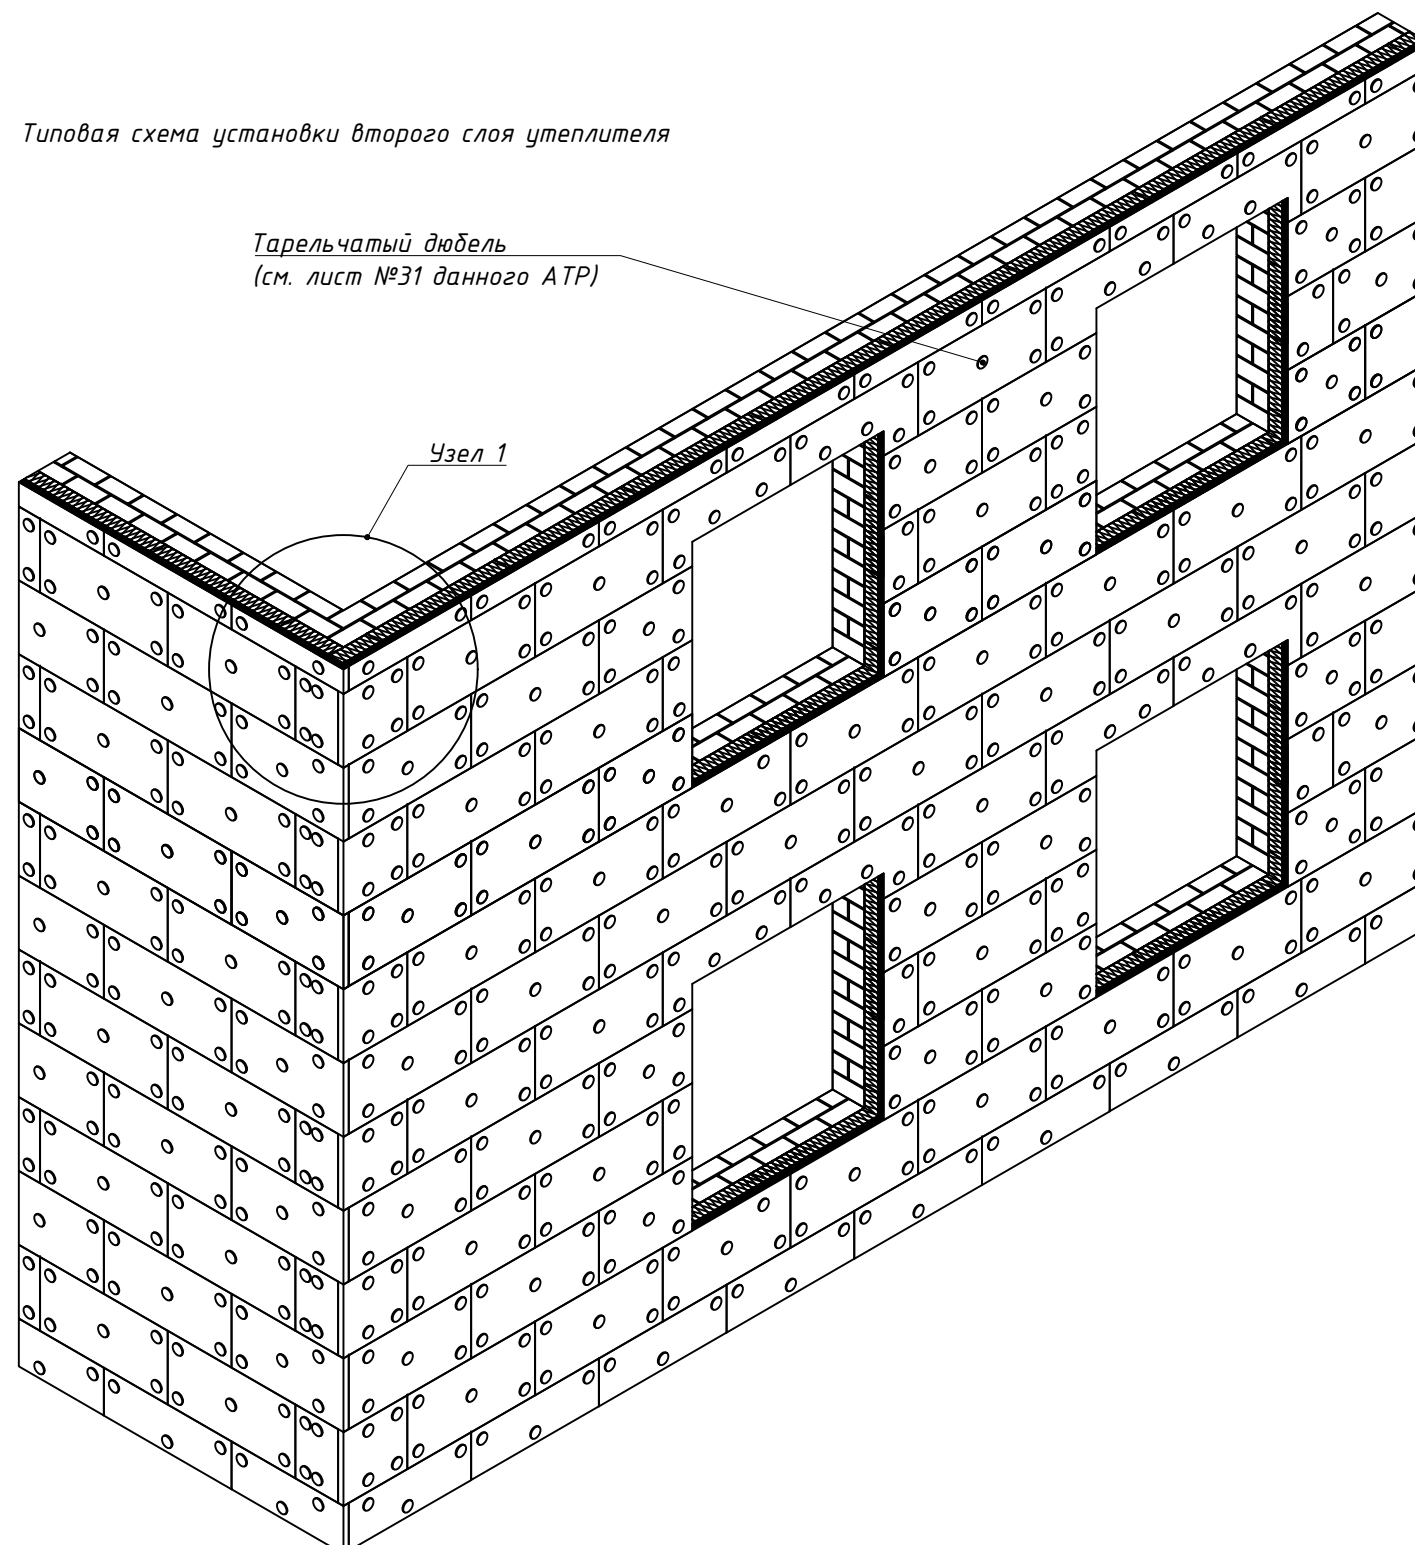 Типовая схема установки второго слоя утеплителя
Тарельчатый дюбель
(см. лист №31 данного АТР)
Узел 1